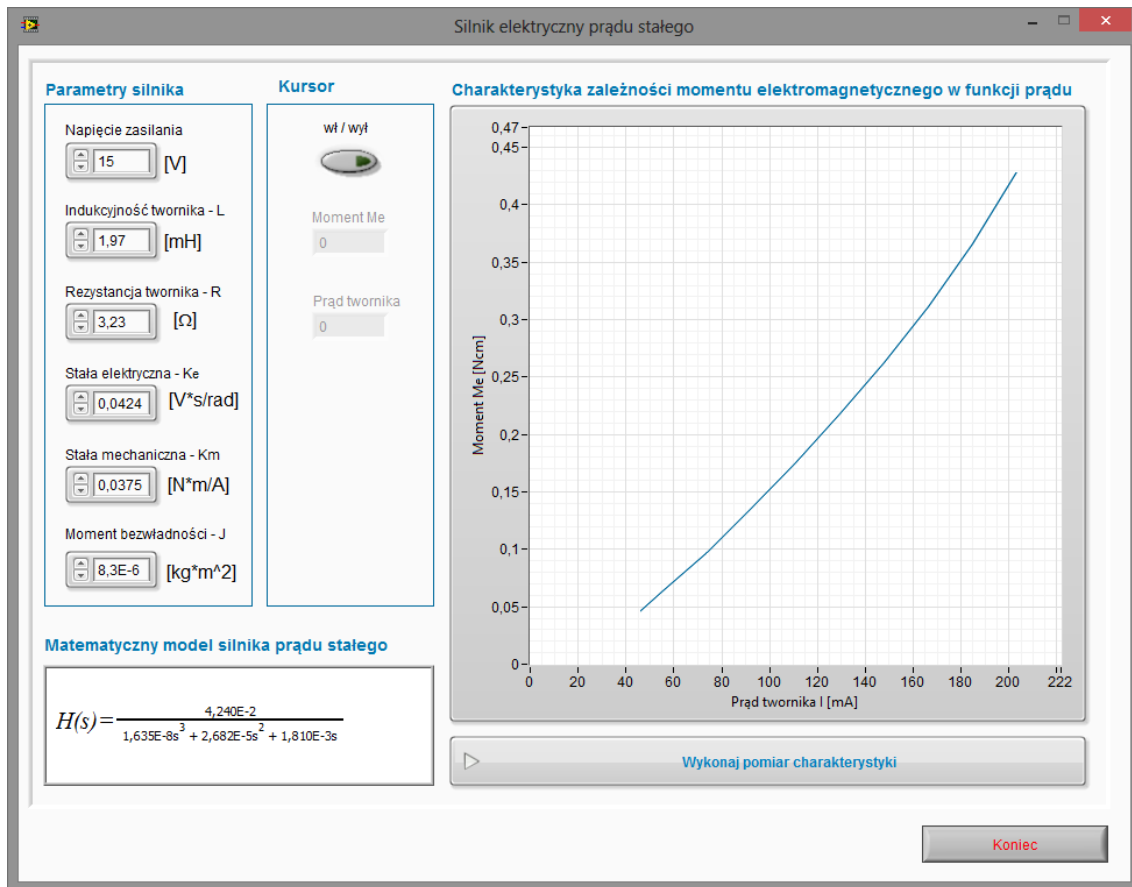 Silnik elektryczny prądu stałego
Parametry silnika
Napięcie zasilania
15 [V]
Indukcyjność twornika - L
1,97 [mH]
Rezystancja twornika - R
3,23 [Ω]
Stała elektryczna - Ke
0,0424 [V*s/rad]
Stała mechaniczna - Km
0,0375 [N*m/A]
Moment bezwładności - J
8,3E-6 [kg*m^2]
Kursor
wł / wył
Moment Me
0
Prąd twornika
0
Charakterystyka zależności momentu elektromagnetycznego w funkcji prądu
Moment Me [Ncm]
0,47
0,45
0,4
0,35
0,3
0,25
0,2
0,15
0,1
0,05
0
0 20 40 60 80 100 120 140 160 180 200 222
Prąd twornika I [mA]
Matematyczny model silnika prądu stałego
H(s)= 4,240E-2
1,635E-8s^3 + 2,682E-5s^2 + 1,810E-3s
Wykonaj pomiar charakterystyki
Koniec